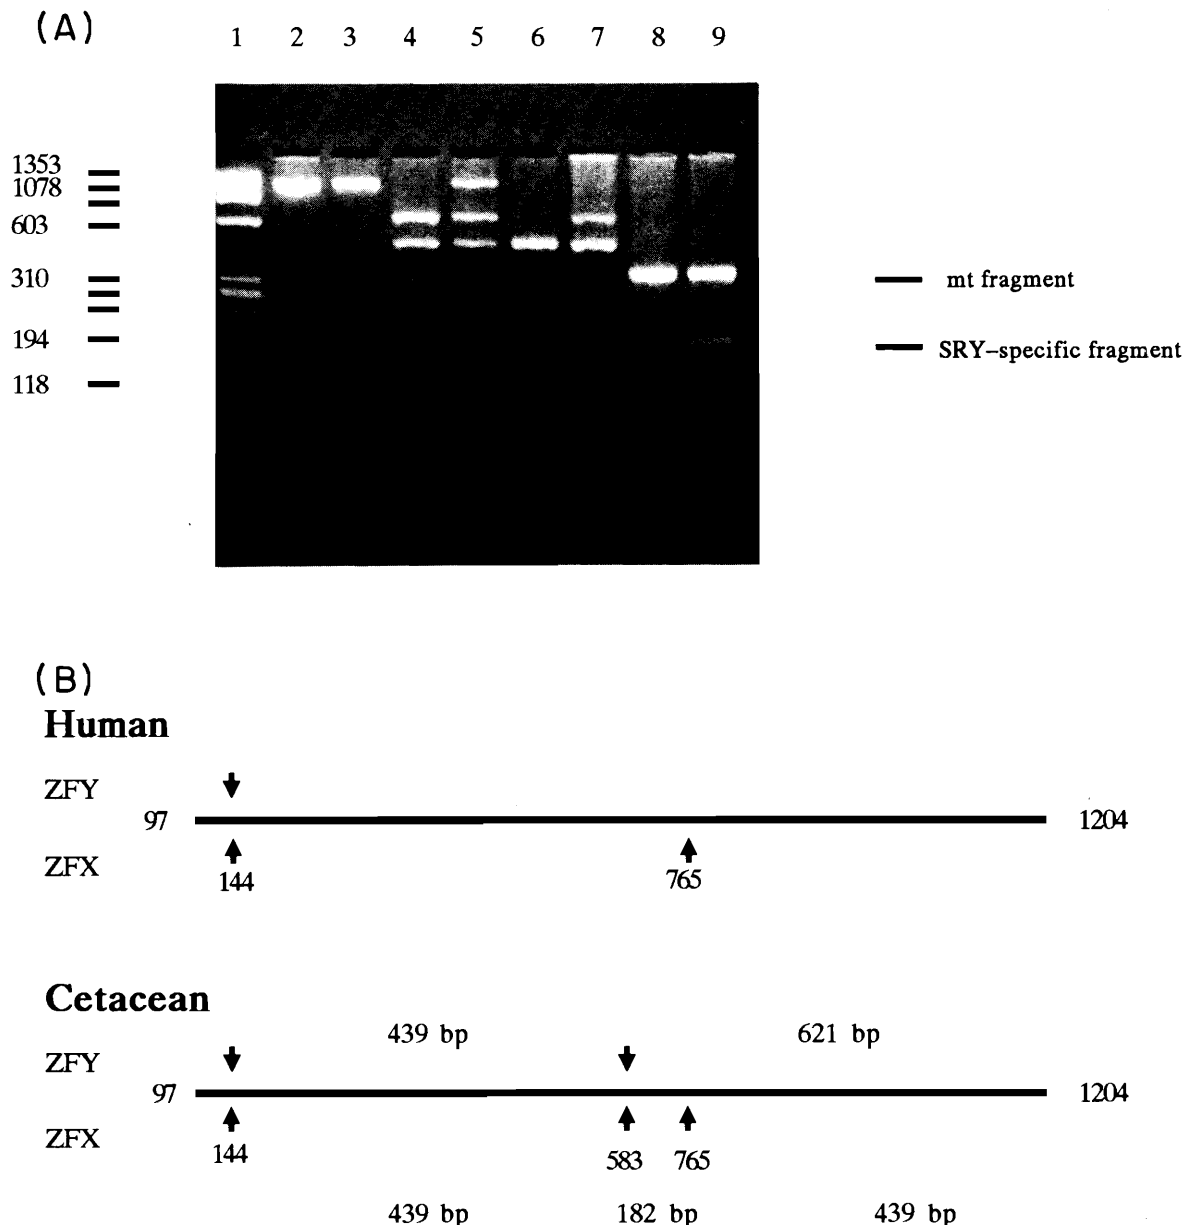 (A)
1 2 3 4 5 6 7 8 9
1353
1078
603
310
194
118
mt fragment
SRY-specific fragment
(B)
Human
ZFY
97 1204
ZFX
144 765
Cetacean
439 bp 621 bp
ZFY
97 1204
ZFX
144 583 765
439 bp 182 bp 439 bp